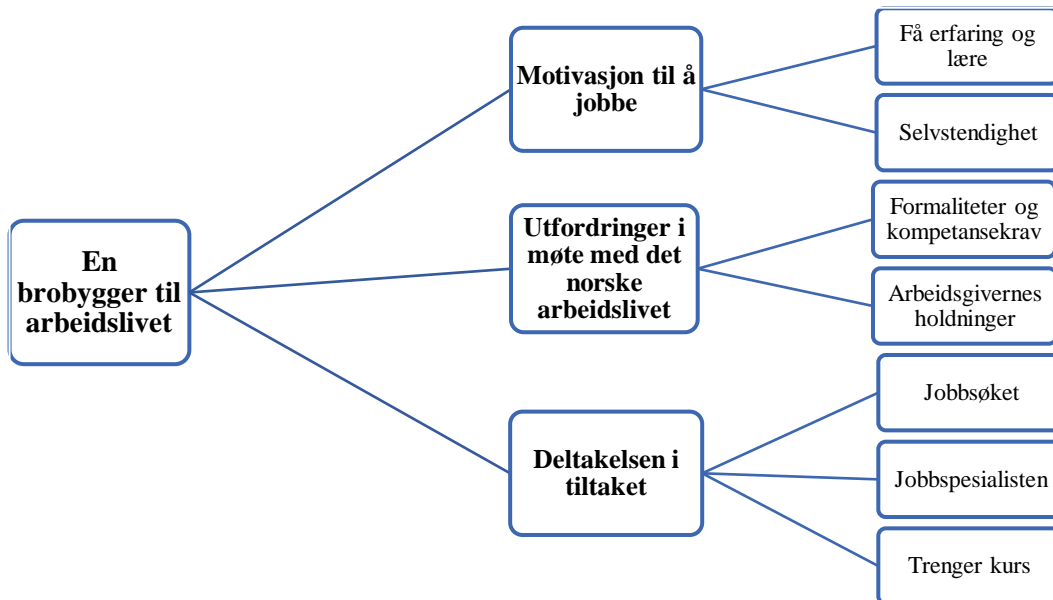 En
brobygger til
arbeidslivet
Motivasjon til å
jobbe
Få erfaring og
lære
Selvstendighet
Utfordringer i
møte med det
norske
arbeidslivet
Formaliteter og
kompetansekrav
Arbeidsgivernes
holdninger
Deltakelsen i
tiltaket
Jobbsøket
Jobbspesialisten
Trenger kurs